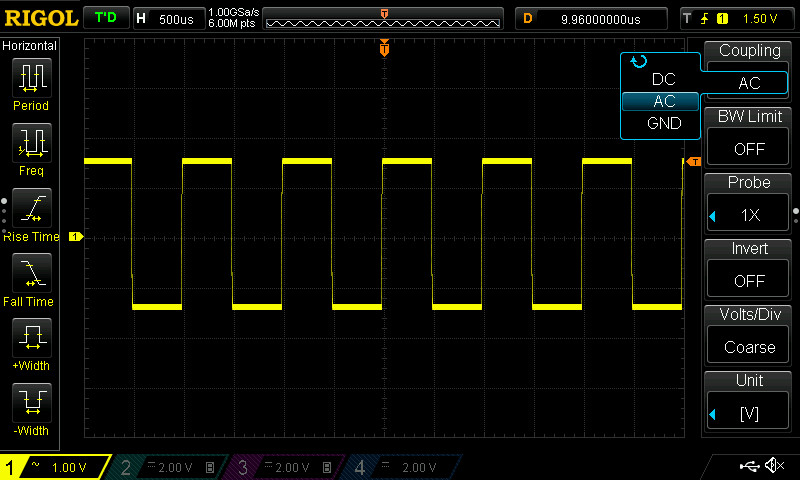 RIGOL T'D H 500us 1.00GSa/s 6.00M pts T D 9.96000000us T 1 1.50 V
Horizontal
Period
Freq
Rise Time
Fall Time
+Width
-Width
T
T
1
DC
AC
GND
Coupling
AC
BW Limit
OFF
Probe
1X
Invert
OFF
Volts/Div
Coarse
Unit
[V]
1 ~ 1.00 V 2 2.00 V B 3 2.00 V B 4 2.00 V